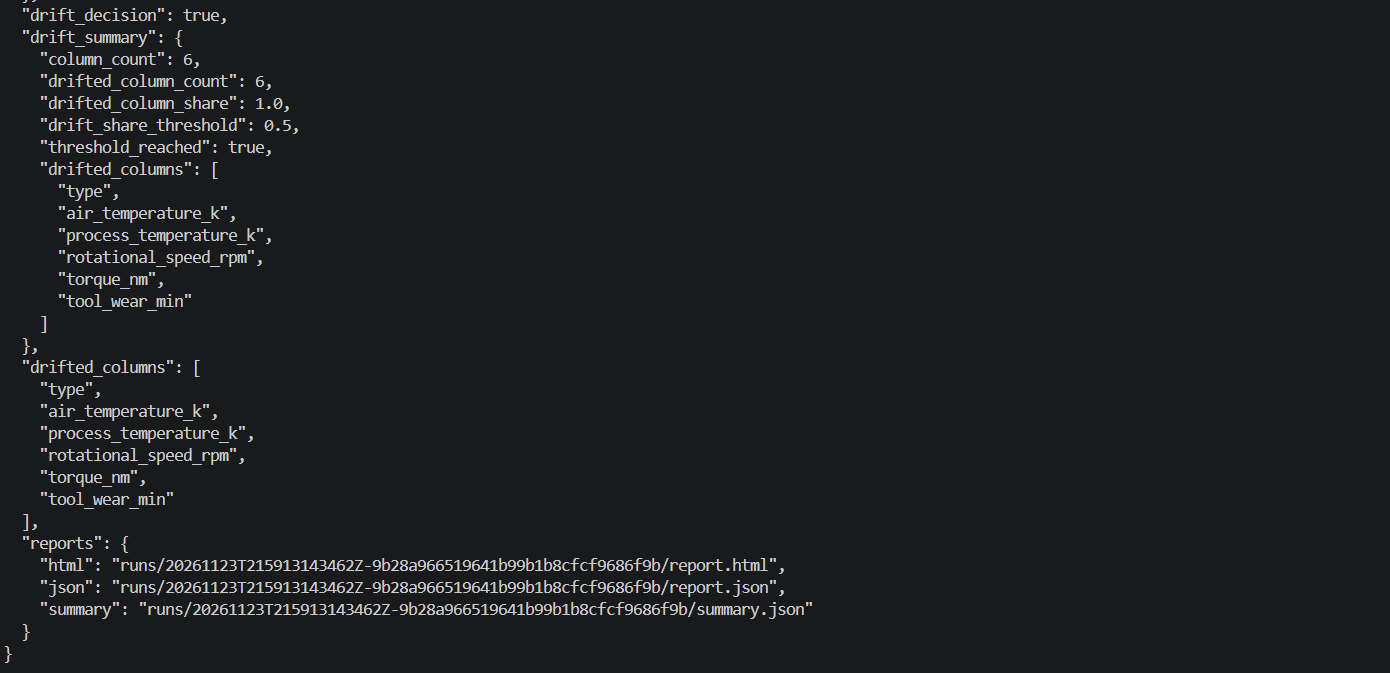 },
"drift_decision": true,
"drift_summary": {
"column_count": 6,
"drifted_column_count": 6,
"drifted_column_share": 1.0,
"drift_share_threshold": 0.5,
"threshold_reached": true,
"drifted_columns": [
"type",
"air_temperature_k",
"process_temperature_k",
"rotational_speed_rpm",
"torque_nm",
"tool_wear_min"
]
},
"drifted_columns": [
"type",
"air_temperature_k",
"process_temperature_k",
"rotational_speed_rpm",
"torque_nm",
"tool_wear_min"
],
"reports": {
"html": "runs/20261123T215913143462Z-9b28a966519641b99b1b8cfcf9686f9b/report.html",
"json": "runs/20261123T215913143462Z-9b28a966519641b99b1b8cfcf9686f9b/report.json",
"summary": "runs/20261123T215913143462Z-9b28a966519641b99b1b8cfcf9686f9b/summary.json"
}
}